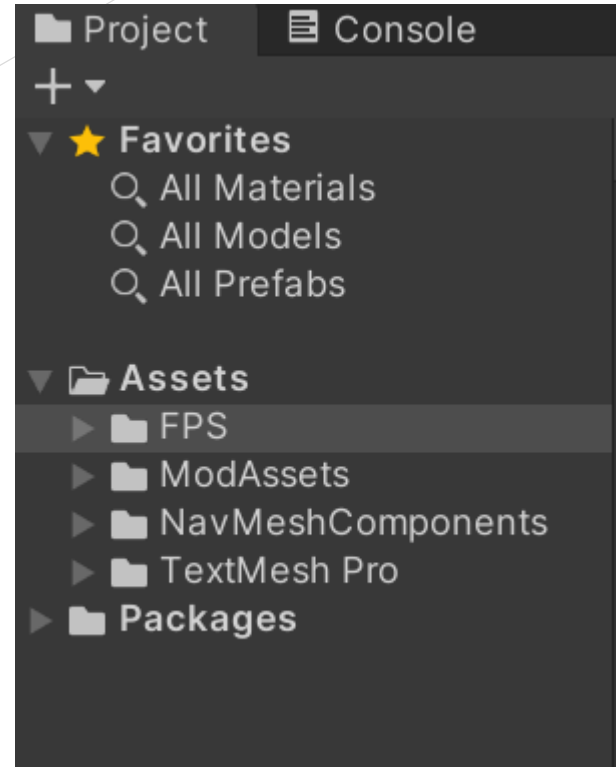 Project Console
Favorites
All Materials
All Models
All Prefabs
Assets
FPS
ModAssets
NavMeshComponents
TextMesh Pro
Packages